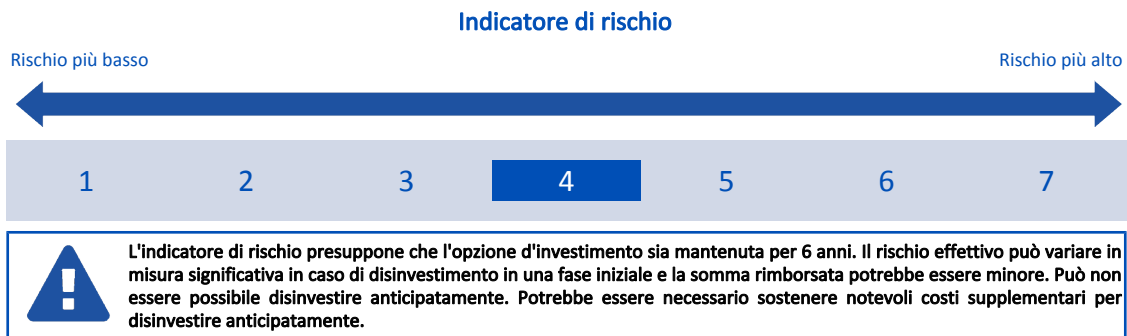 Indicatore di rischio
Rischio più basso
Rischio più alto
1 2 3 4 5 6 7
L'indicatore di rischio presuppone che l'opzione d'investimento sia mantenuta per 6 anni. Il rischio effettivo può variare in
misura significativa in caso di disinvestimento in una fase iniziale e la somma rimborsata potrebbe essere minore. Può non
essere possibile disinvestire anticipatamente. Potrebbe essere necessario sostenere notevoli costi supplementari per
disinvestire anticipatamente.